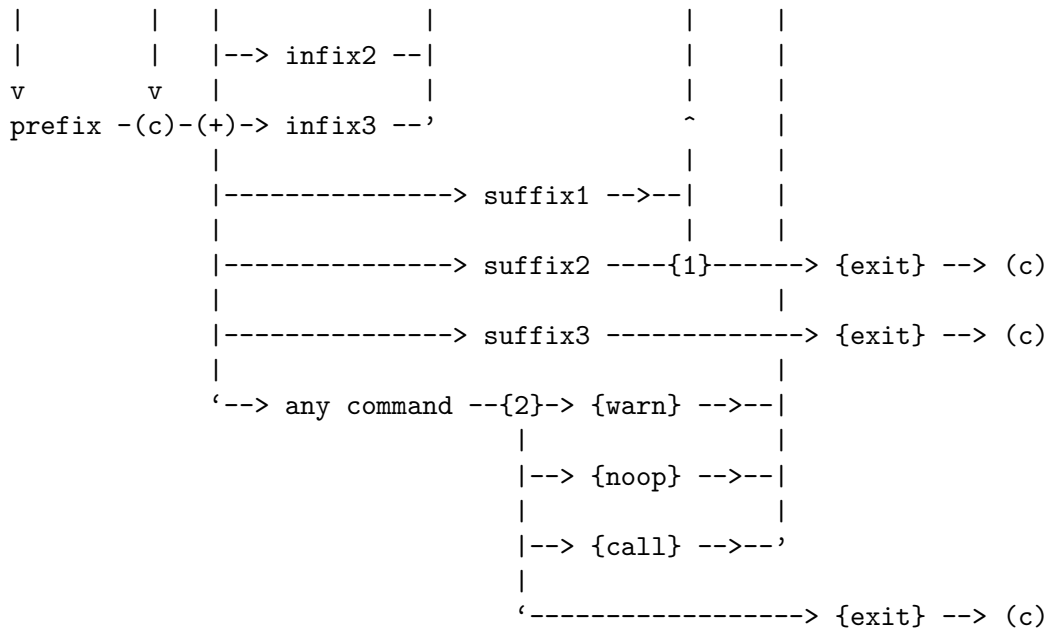 |         |   |             |                |     |
|         |   |--> infix2 --|                |     |
v         v   |             |                |     |
prefix -(c)-(+)-> infix3 --’                ^     |
              |                              |     |
              |---------------> suffix1 -->--|     |
              |                              |     |
              |---------------> suffix2 ----{1}------> {exit} --> (c)
              |                                    |
              |---------------> suffix3 -------------> {exit} --> (c)
              |                                    |
              ‘--> any command --{2}-> {warn} -->--|
                                  |                |
                                  |--> {noop} -->--|
                                  |                |
                                  |--> {call} -->--’
                                  |
                                  ‘------------------> {exit} --> (c)